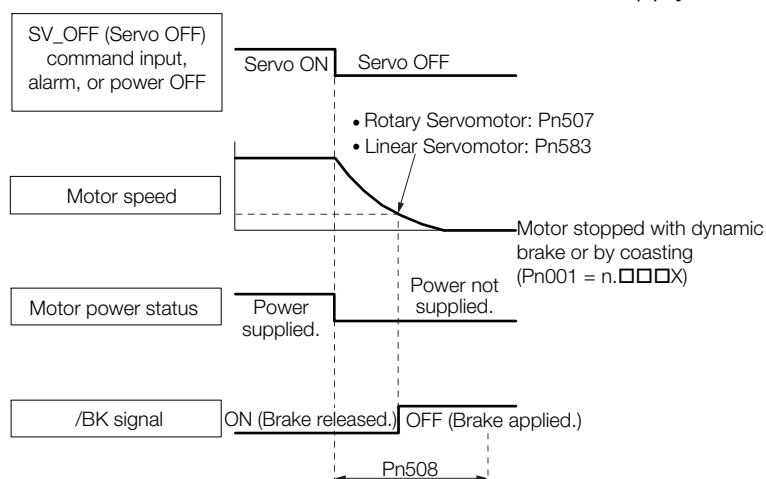 SV_OFF (Servo OFF)
command input,
alarm, or power OFF
Servo ON
Servo OFF
• Rotary Servomotor: Pn507
• Linear Servomotor: Pn583
Motor speed
Motor stopped with dynamic
brake or by coasting
(Pn001 = n.□□□X)
Motor power status
Power
supplied.
Power not
supplied.
/BK signal
ON (Brake released.)
OFF (Brake applied.)
Pn508